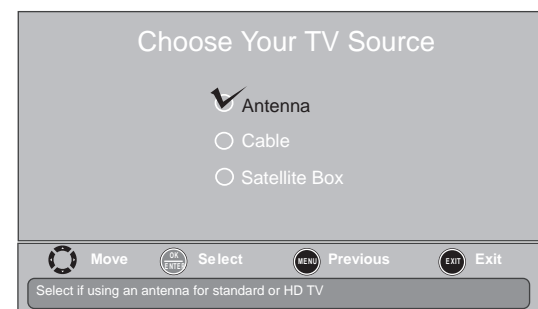 Choose Your TV Source
Antenna
Cable
Satellite Box
Move OK ENTER Select MENU Previous EXIT Exit
Select if using an antenna for standard or HD TV